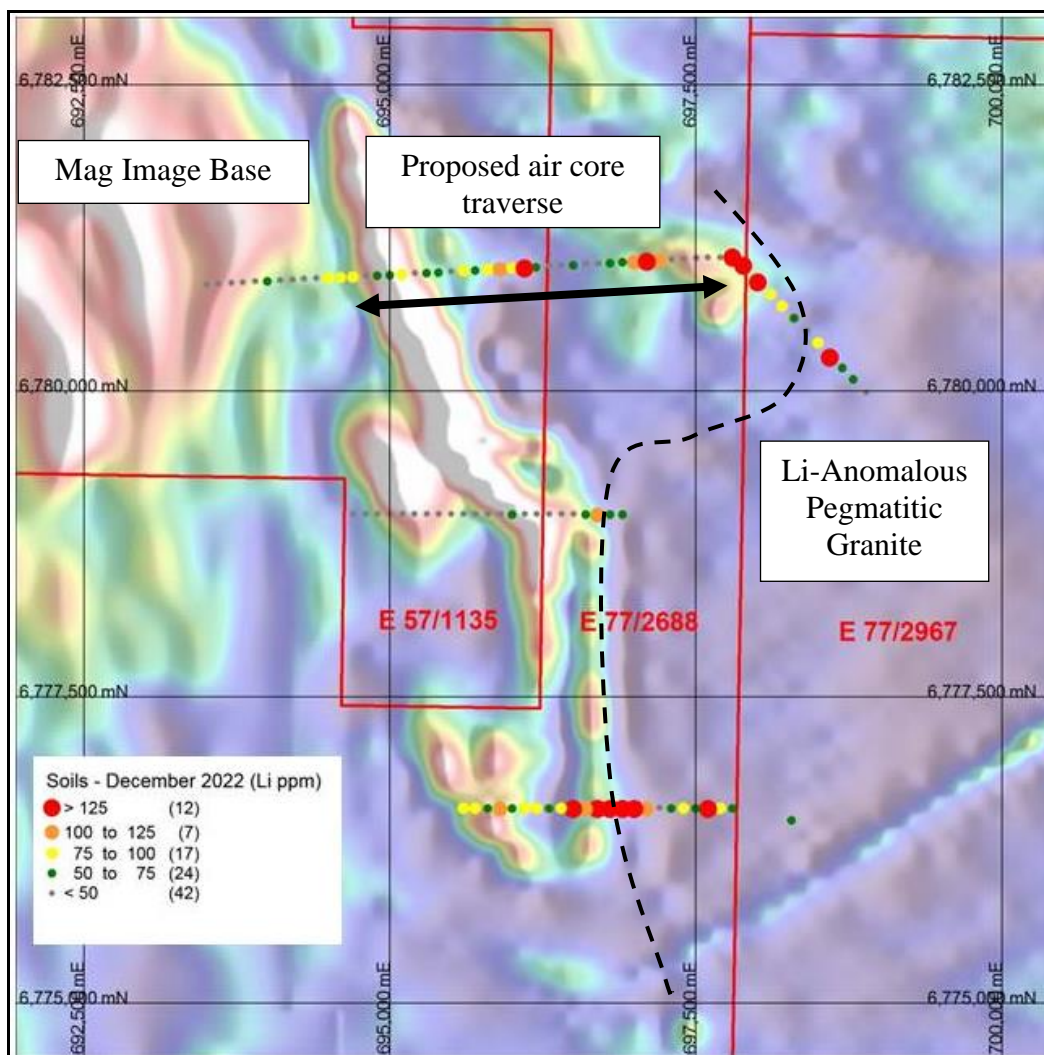 692,500 mE
695,000 mE
697,500 mE
700,000 mE
6,782,500 mN
6,782,500 mN
Mag Image Base
Proposed air core
traverse
6,780,000 mN
6,780,000 mN
Li-Anomalous
Pegmatitic
Granite
E 57/1135
E 77/2688
E 77/2967
6,777,500 mN
6,777,500 mN
Soils - December 2022 (Li ppm)
> 125 (12)
100 to 125 (7)
75 to 100 (17)
50 to 75 (24)
< 50 (42)
6,775,000 mN
6,775,000 mN
692,500 mE
695,000 mE
697,500 mE
700,000 mE